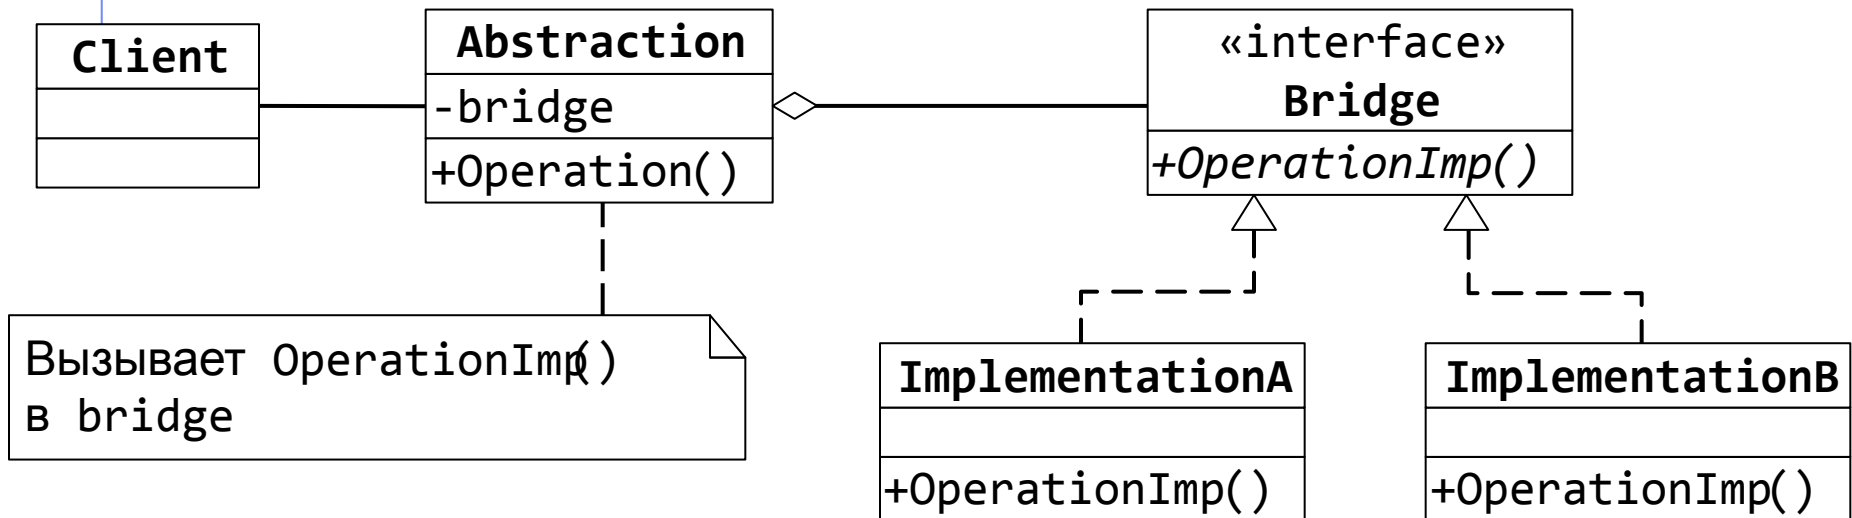 Client
Abstraction
-bridge
+Operation()
«interface»
Bridge
+OperationImp()
Вызывает OperationImp()
в bridge
ImplementationA
+OperationImp()
ImplementationB
+OperationImp()